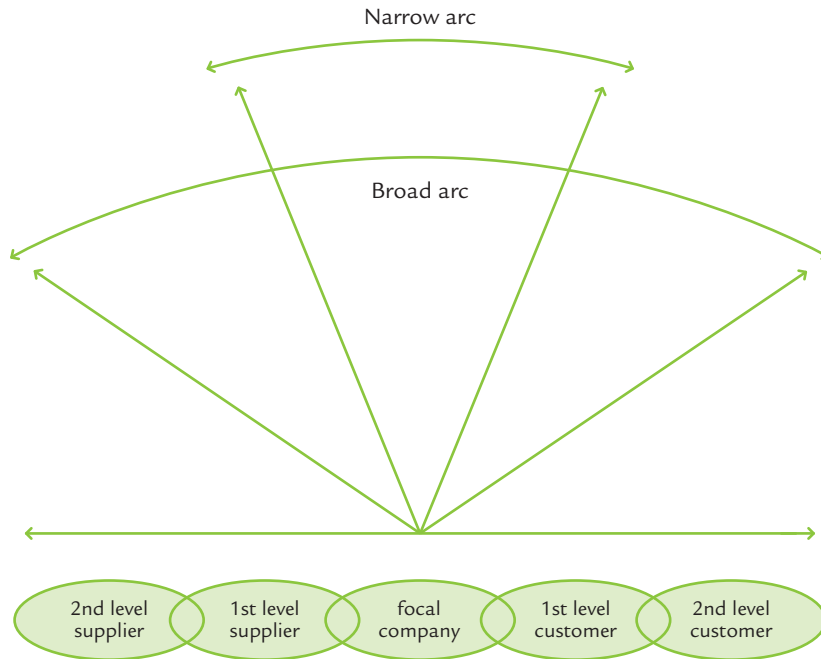 Narrow arc
Broad arc
2nd level
supplier
1st level
supplier
focal
company
1st level
customer
2nd level
customer